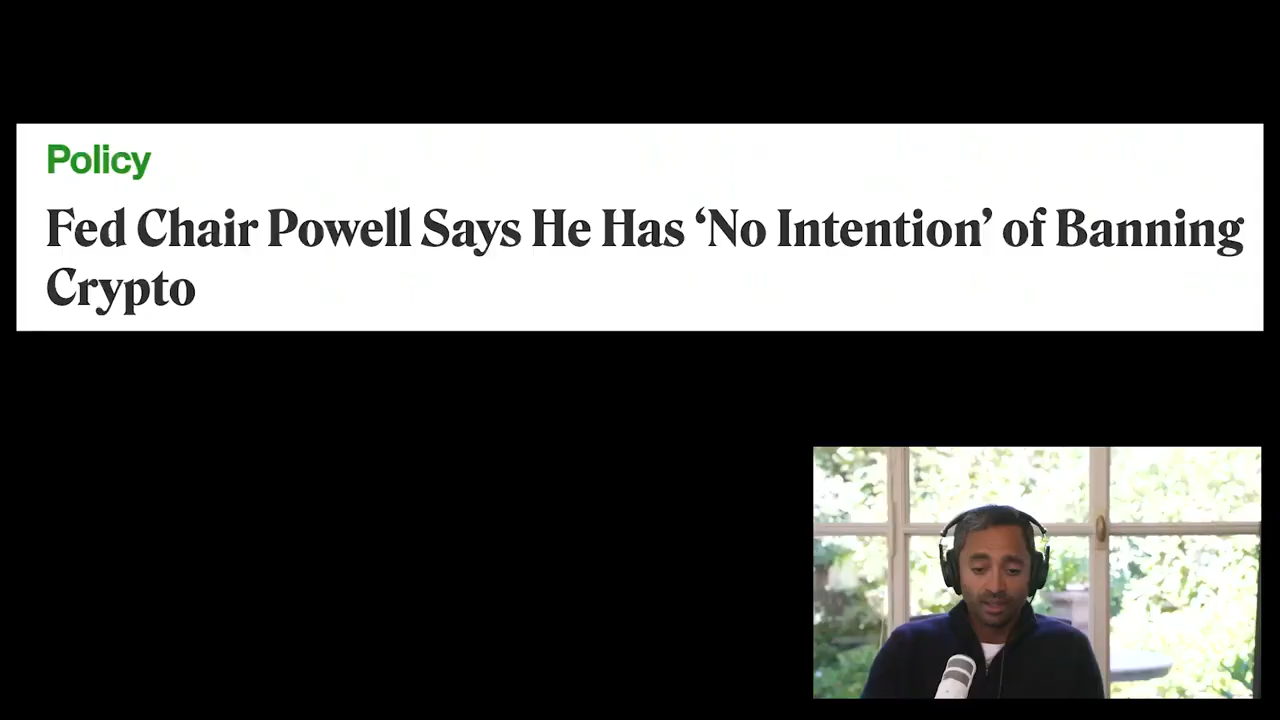 Policy
Fed Chair Powell Says He Has ‘No Intention’ of Banning
Crypto